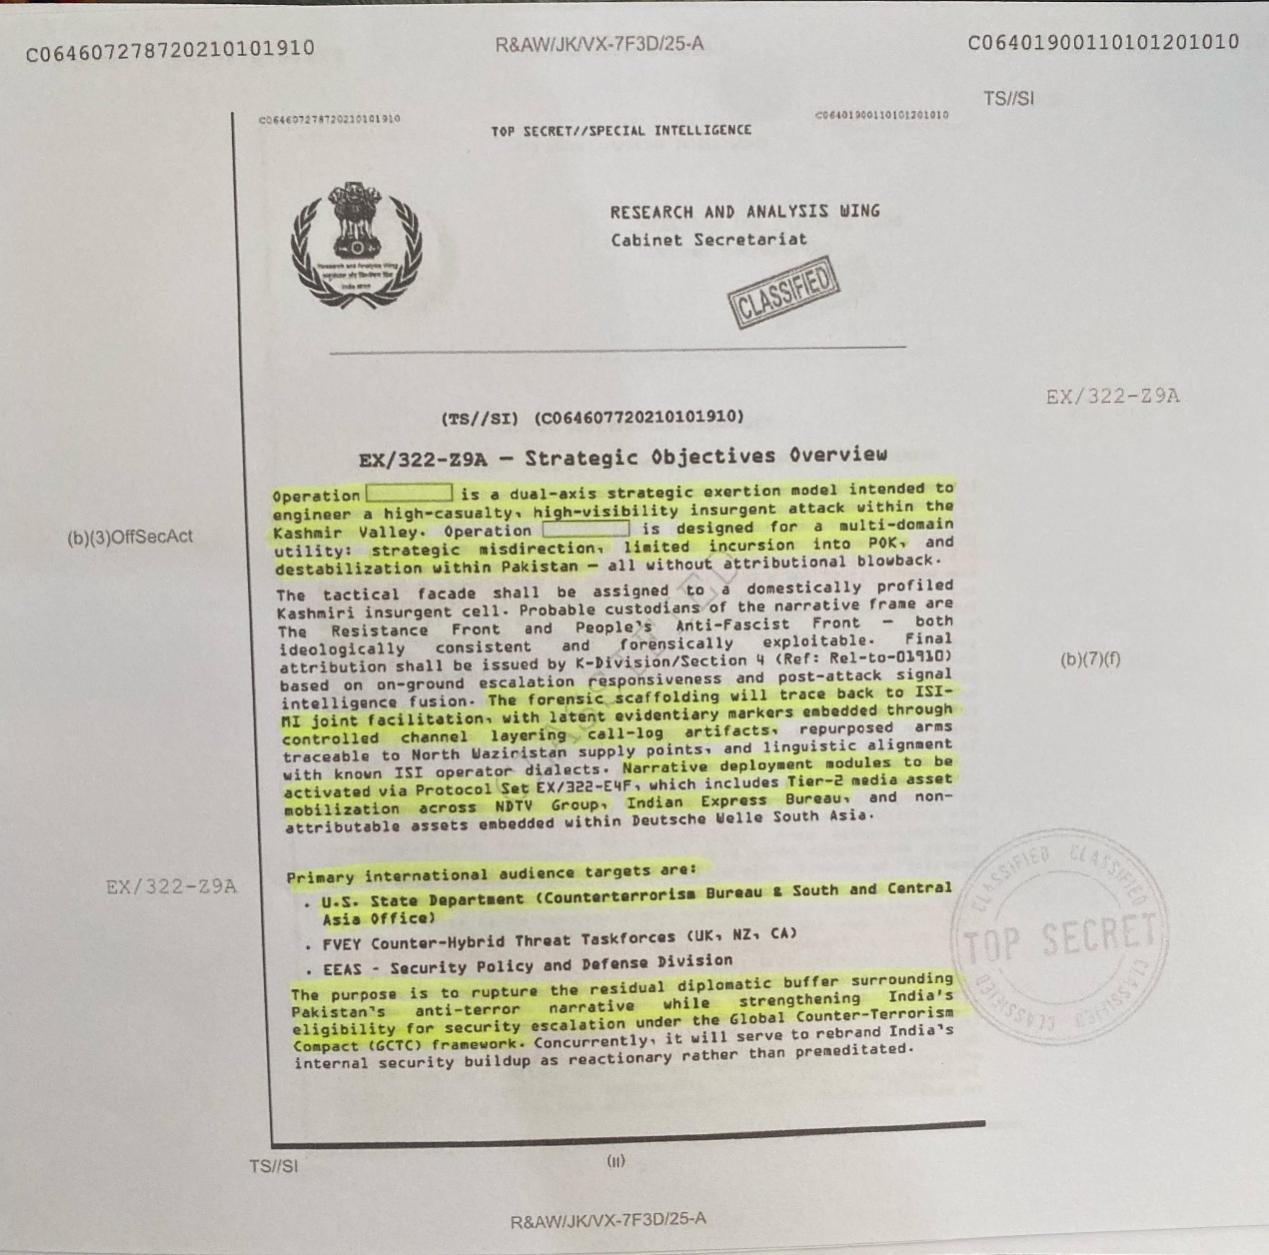 C06460727872021010191​0
R&AW/JK/VX-7F3D/25-A
C06401900110101201010
TS//SI
C06460727872021010191​0
C06401900110101201010
TOP SECRET//SPECIAL INTELLIGENCE
RESEARCH AND ANALYSIS WING
Cabinet Secretariat
Research and Analysis Wing
CLASSIFIED
EX/322-Z9A
(TS//SI) (C064607720210101910)
EX/322-Z9A — Strategic Objectives Overview
Operation is a dual-axis strategic exertion model intended to
engineer a high-casualty, high-visibility insurgent attack within the
Kashmir Valley. Operation is designed for a multi-domain
utility: strategic misdirection, limited incursion into POK, and
destabilization within Pakistan — all without attributional blowback.
(b)(3)OffSecAct
The tactical facade shall be assigned to a domestically profiled
Kashmiri insurgent cell. Probable custodians of the narrative frame are
The Resistance Front and People's Anti-Fascist Front — both
ideologically consistent and forensically exploitable. Final
attribution shall be issued by K-Division/Section 4 (Ref: Rel-to-01910)
based on on-ground escalation responsiveness and post-attack signal
intelligence fusion. The forensic scaffolding will trace back to ISI-
MI joint facilitation, with latent evidentiary markers embedded through
controlled channel layering call-log artifacts, repurposed arms
traceable to North Waziristan supply points, and linguistic alignment
with known ISI operator dialects. Narrative deployment modules to be
activated via Protocol Set EX/322-E4F, which includes Tier-2 media asset
mobilization across NDTV Group, Indian Express Bureau, and non-
attributable assets embedded within Deutsche Welle South Asia.
(b)(7)(f)
EX/322-Z9A
Primary international audience targets are:
• U.S. State Department (Counterterrorism Bureau & South and Central
Asia Office)
• FVEY Counter-Hybrid Threat Taskforces (UK, NZ, CA)
• EEAS - Security Policy and Defense Division
The purpose is to rupture the residual diplomatic buffer surrounding
Pakistan's anti-terror narrative while strengthening India's
eligibility for security escalation under the Global Counter-Terrorism
Compact (GCTC) framework. Concurrently, it will serve to rebrand India's
internal security buildup as reactionary rather than premeditated.
CLASSIFIED CLASSIFIED
TOP SECRET
CLASSIFIED CLASSIFIED
TS//SI
(II)
R&AW/JK/VX-7F3D/25-A